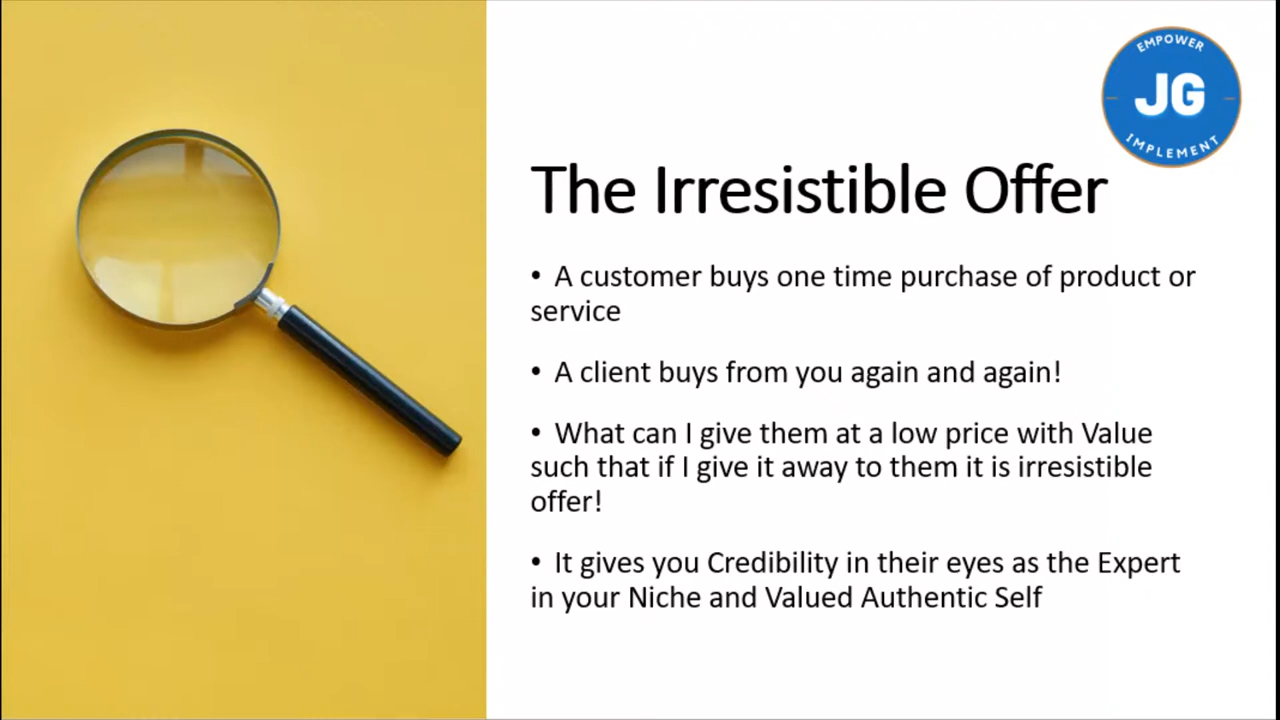 EMPOWER
JG
IMPLEMENT
The Irresistible Offer
• A customer buys one time purchase of product or
service
• A client buys from you again and again!
• What can I give them at a low price with Value
such that if I give it away to them it is irresistible
offer!
• It gives you Credibility in their eyes as the Expert
in your Niche and Valued Authentic Self